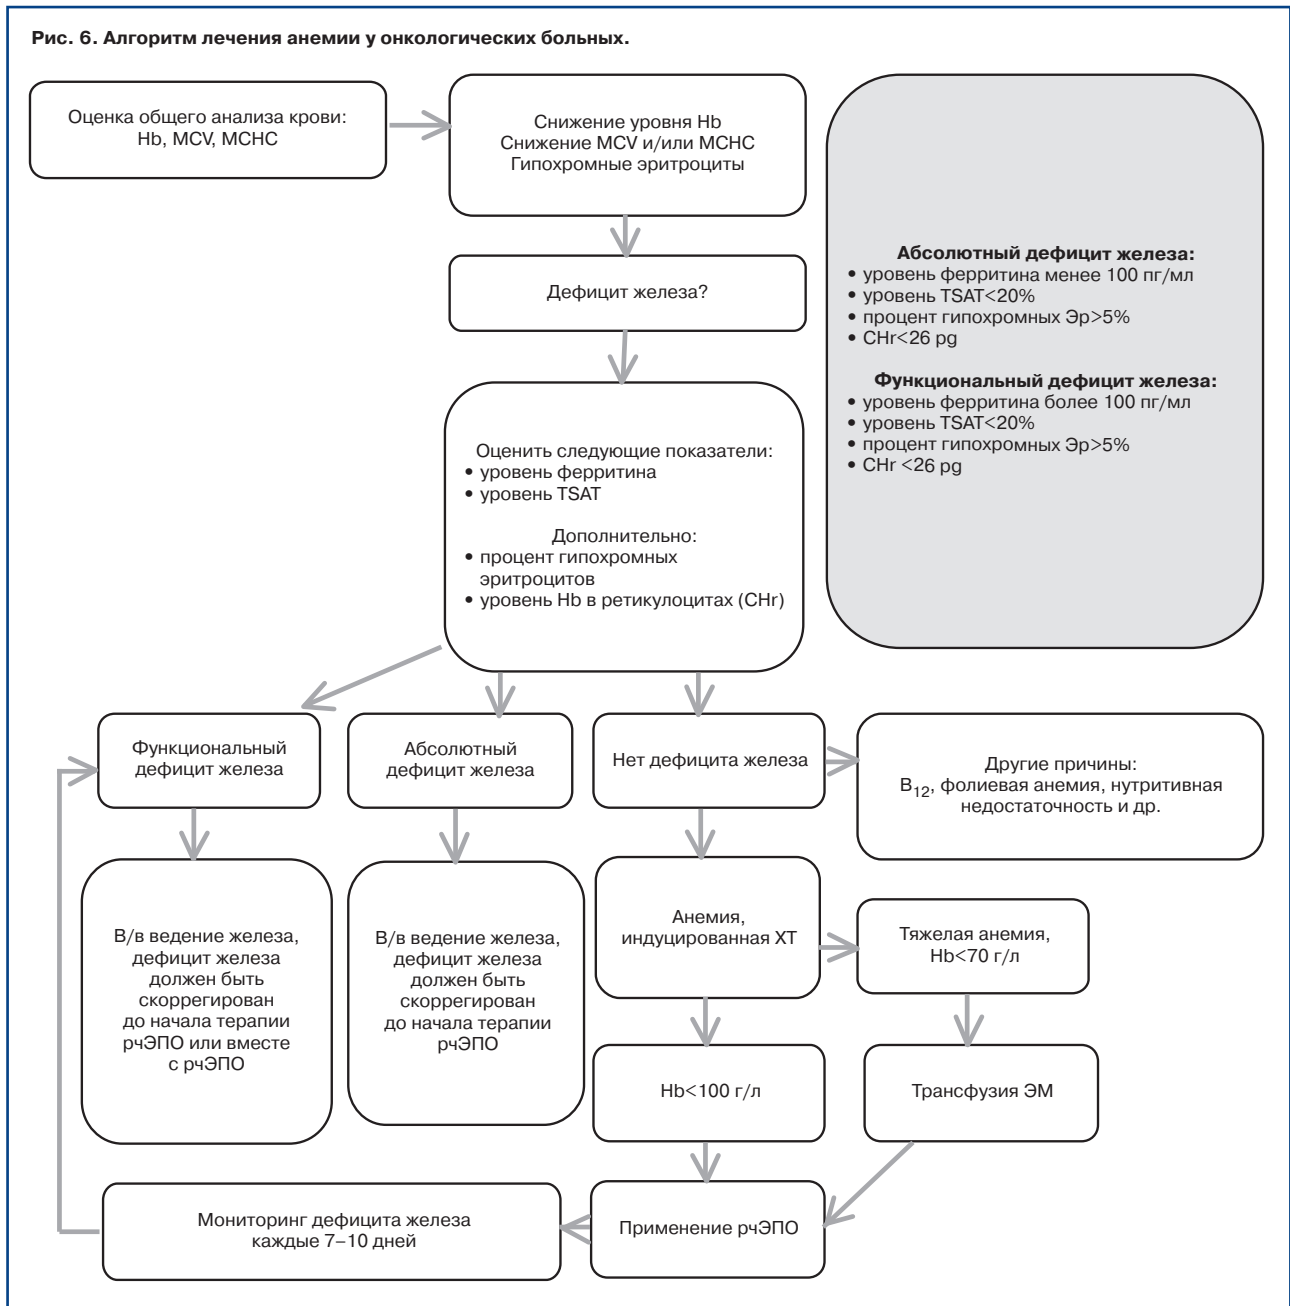 Рис. 6. Алгоритм лечения анемии у онкологических больных.
Оценка общего анализа крови:
Hb, MCV, MCHC
Снижение уровня Hb
Снижение MCV и/или MCHC
Гипохромные эритроциты
Абсолютный дефицит железа:
• уровень ферритина менее 100 пг/мл
• уровень TSAT<20%
• процент гипохромных Эр>5%
• CHr<26 pg
Функциональный дефицит железа:
• уровень ферритина более 100 пг/мл
• уровень TSAT<20%
• процент гипохромных Эр>5%
• CHr <26 pg
Дефицит железа?
Оценить следующие показатели:
• уровень ферритина
• уровень TSAT
Дополнительно:
• процент гипохромных
эритроцитов
• уровень Hb в ретикулоцитах (CHr)
Функциональный
дефицит железа
Абсолютный
дефицит железа
Нет дефицита железа
Другие причины:
B12, фолиевая анемия, нутритивная
недостаточность и др.
В/в ведение железа,
дефицит железа
должен быть
скоррегирован
до начала терапии
рчЭПО или вместе
с рчЭПО
В/в ведение железа,
дефицит железа
должен быть
скоррегирован
до начала терапии
рчЭПО
Анемия,
индуцированная ХТ
Тяжелая анемия,
Hb<70 г/л
Hb<100 г/л
Трансфузия ЭМ
Мониторинг дефицита железа
каждые 7–10 дней
Применение рчЭПО